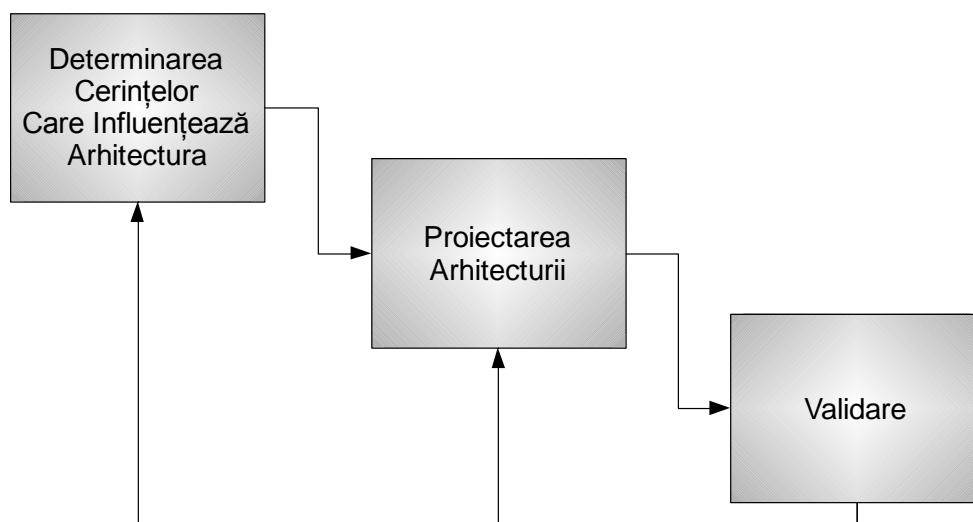 Determinarea
Cerințelor
Care Influențează
Arhitectura
Proiectarea
Arhitecturii
Validare